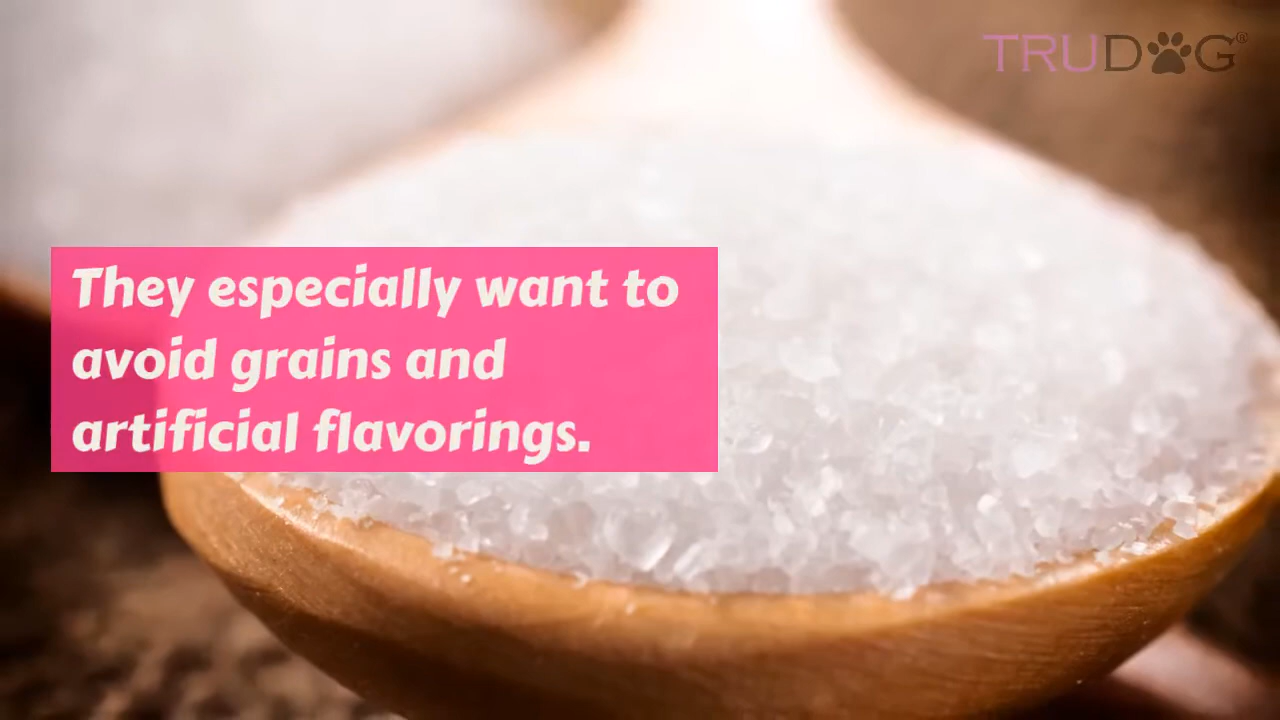 TRUDOG®
They especially want to
avoid grains and
artificial flavorings.